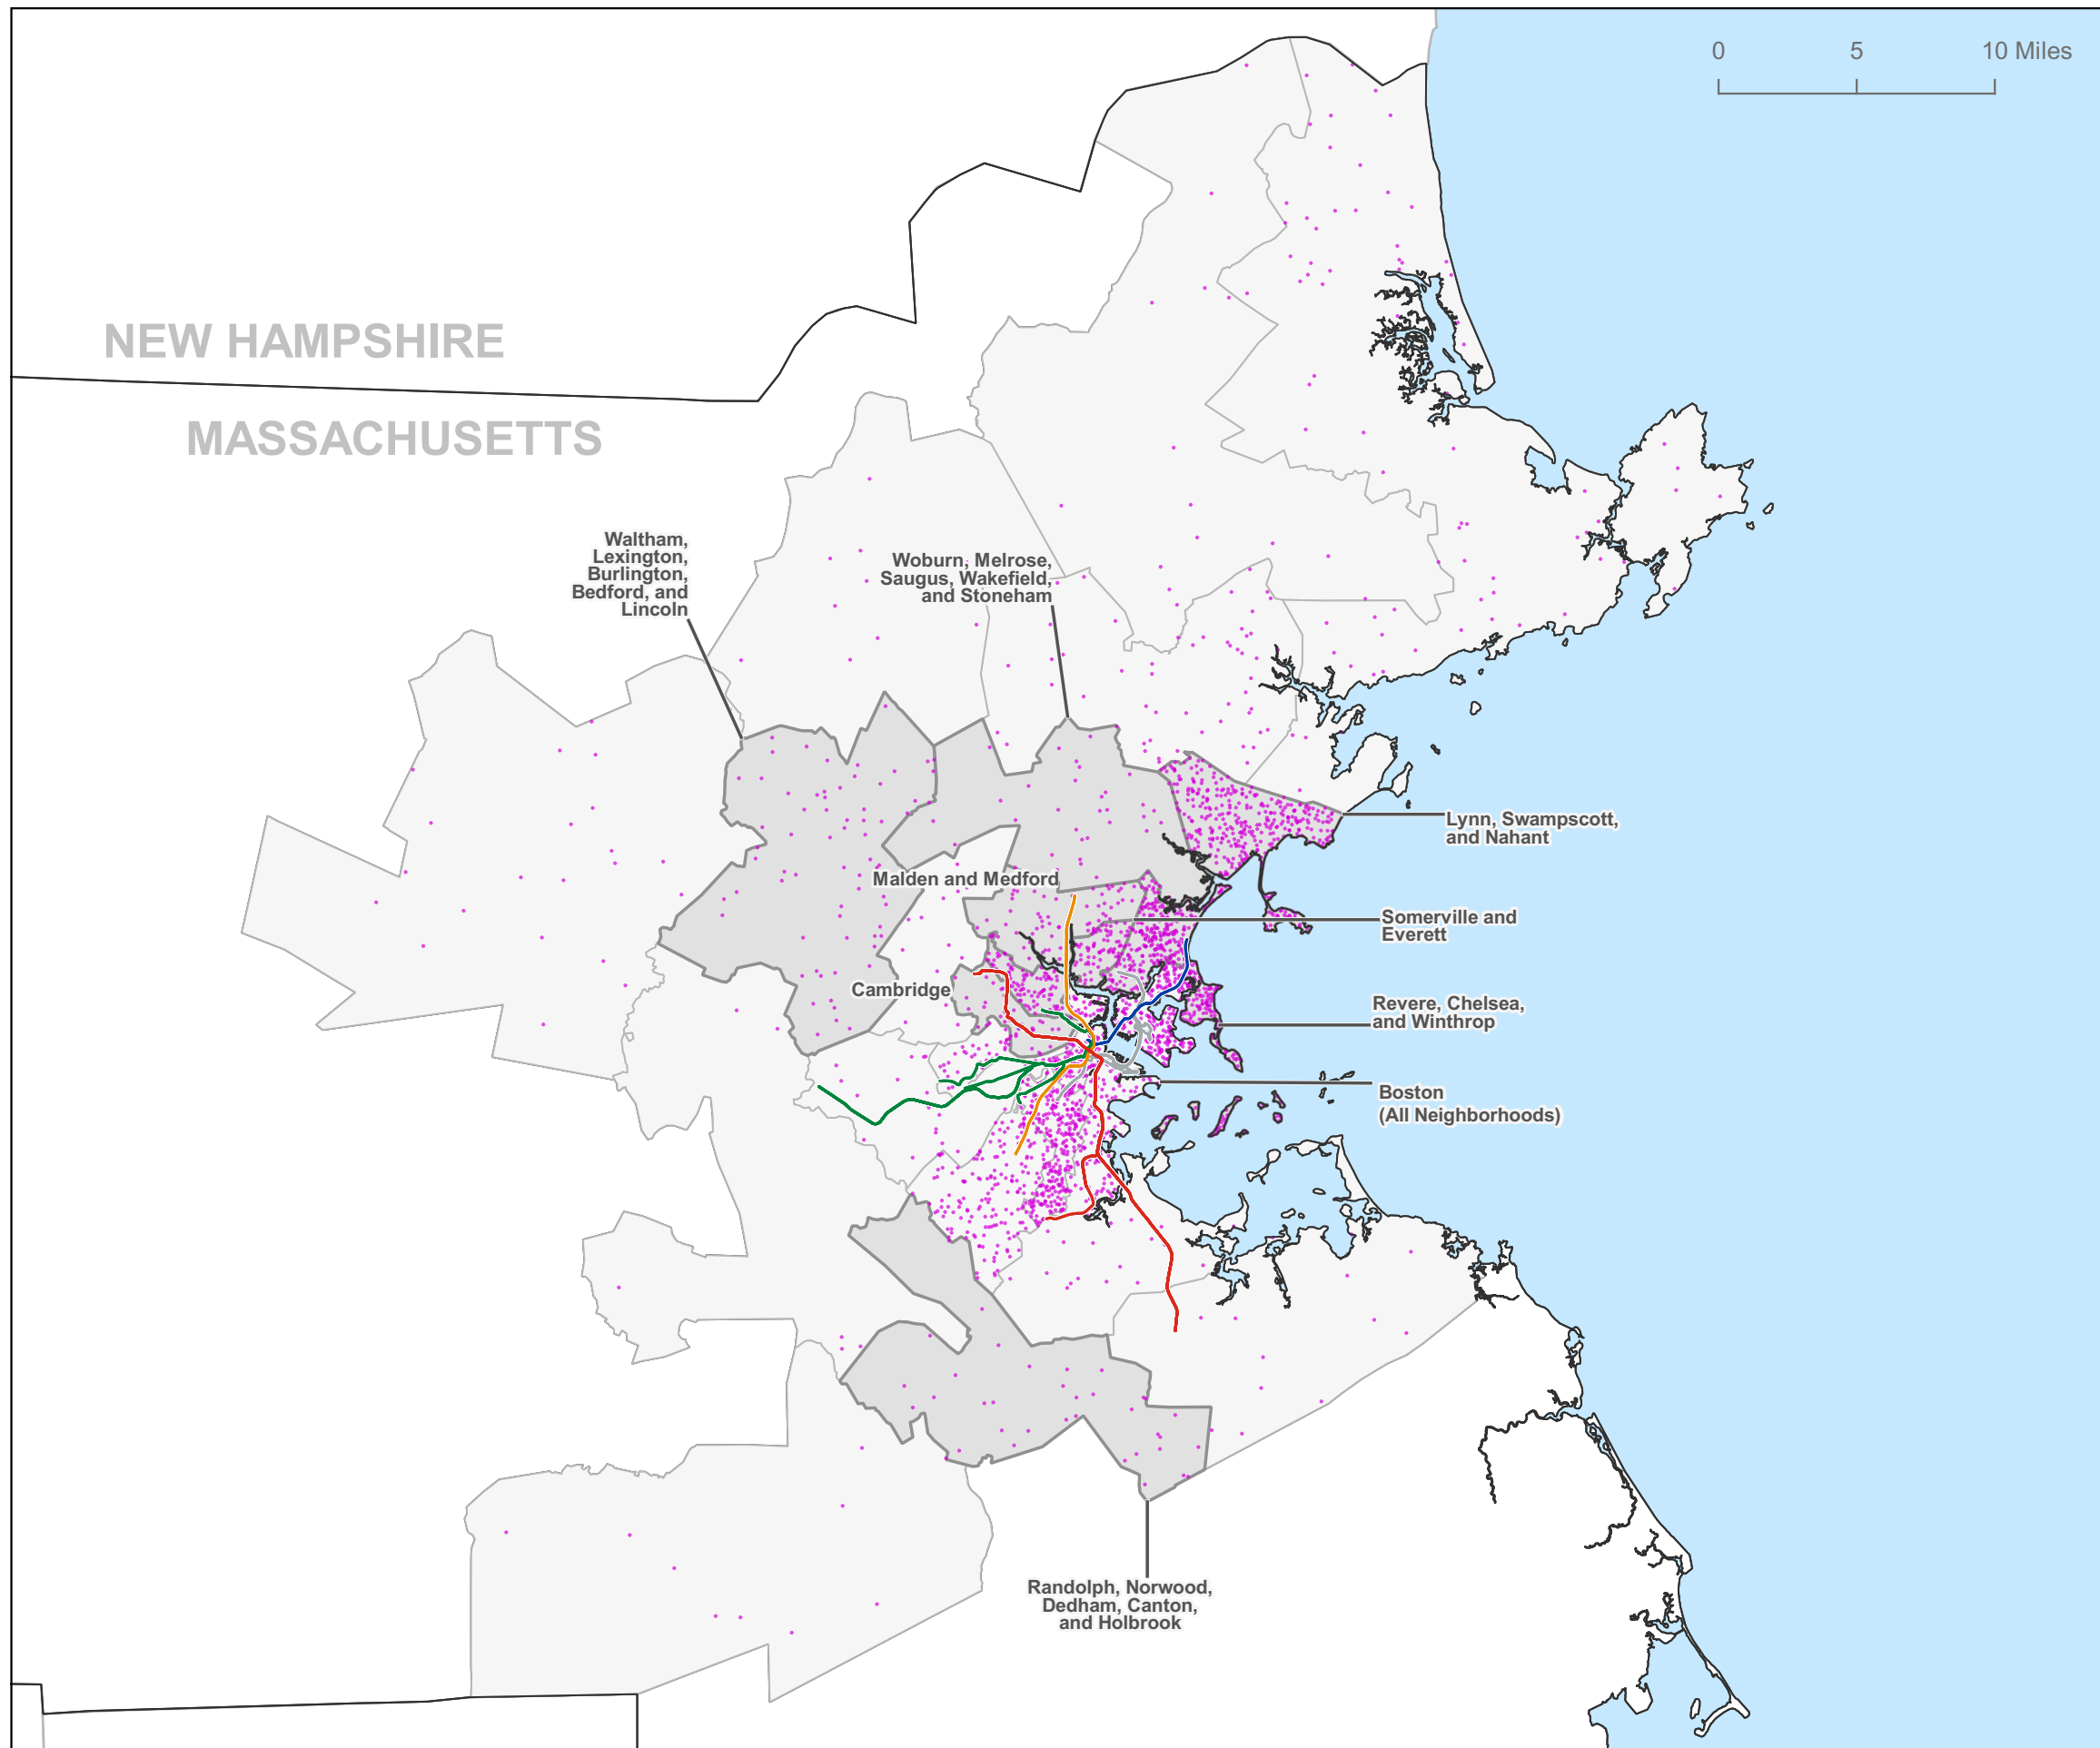 0 5 10 Miles
NEW HAMPSHIRE
MASSACHUSETTS
Waltham,
Lexington,
Burlington,
Bedford, and
Lincoln
Woburn, Melrose,
Saugus, Wakefield,
and Stoneham
Lynn, Swampscott,
and Nahant
Malden and Medford
Somerville and
Everett
Cambridge
Revere, Chelsea,
and Winthrop
Boston
(All Neighborhoods)
Randolph, Norwood,
Dedham, Canton,
and Holbrook